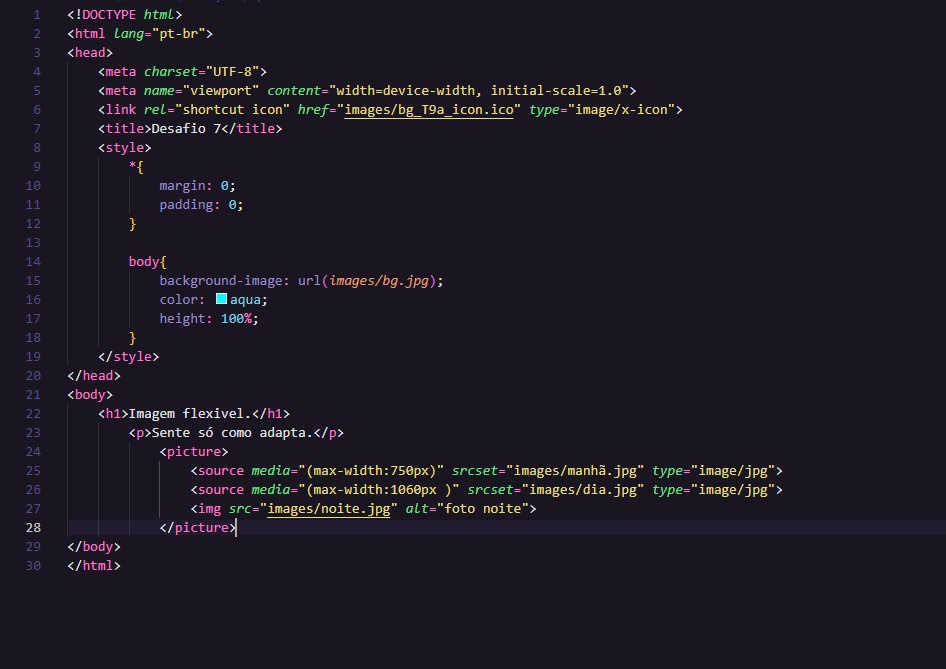 1 <!DOCTYPE html>
2 <html lang="pt-br">
3 <head>
4 <meta charset="UTF-8">
5 <meta name="viewport" content="width=device-width, initial-scale=1.0">
6 <link rel="shortcut icon" href="images/bg_T9a_icon.ico" type="image/x-icon">
7 <title>Desafio 7</title>
8 <style>
9 *{
10 margin: 0;
11 padding: 0;
12 }
13
14 body{
15 background-image: url(images/bg.jpg);
16 color: aqua;
17 height: 100%;
18 }
19 </style>
20 </head>
21 <body>
22 <h1>Imagem flexivel.</h1>
23 <p>Sente só como adapta.</p>
24 <picture>
25 <source media="(max-width:750px)" srcset="images/manhã.jpg" type="image/jpg">
26 <source media="(max-width:1060px )" srcset="images/dia.jpg" type="image/jpg">
27 <img src="images/noite.jpg" alt="foto noite">
28 </picture>
29 </body>
30 </html>